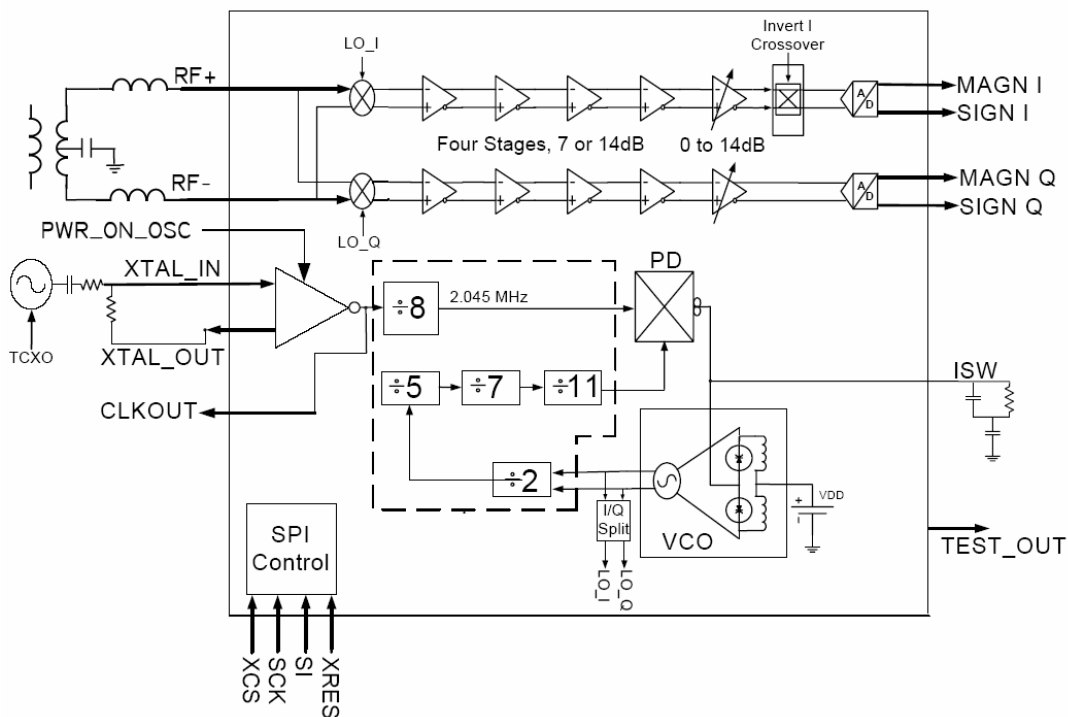 Invert I
Crossover
LO_I
RF+
MAGN I
A/D
SIGN I
Four Stages, 7 or 14dB
0 to 14dB
RF-
MAGN Q
A/D
SIGN Q
PWR_ON_OSC
LO_Q
PD
XTAL_IN
÷8
2.045 MHz
TCXO
XTAL_OUT
÷5
÷7
÷11
ISW
CLKOUT
÷2
I/Q
Split
VDD
VCO
SPI
Control
LO_I
LO_Q
TEST_OUT
XCS
SCK
SI
XRES